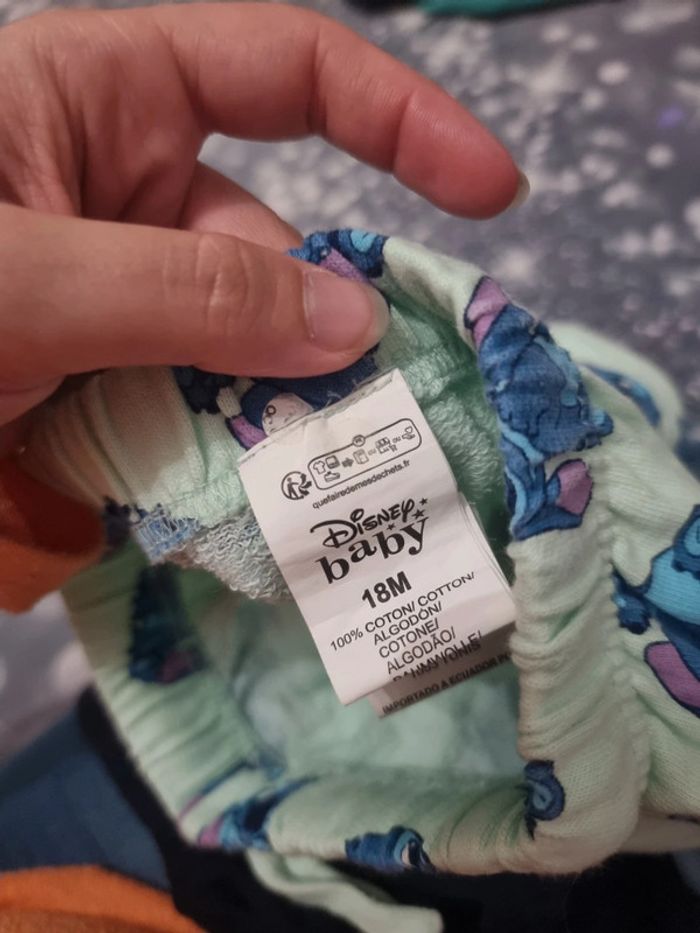 quefairedemesdechets.fr
Disney
baby
18M
100% COTON/ COTTON/
ALGODÓN/
COTONE/
ALGODÃO/
IMPORTADO A ECUADOR